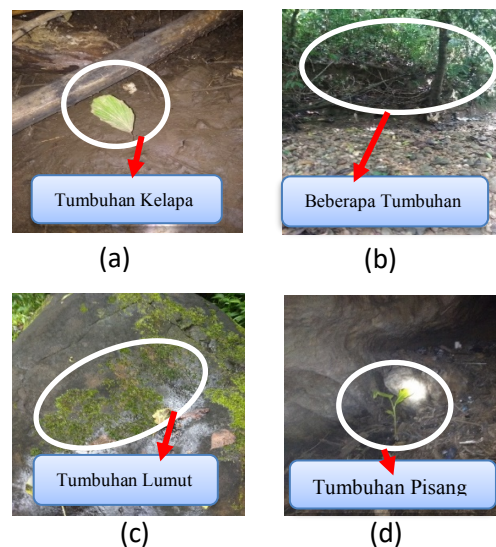 Tumbuhan Kelapa
Beberapa Tumbuhan
(a)
(b)
Tumbuhan Lumut
Tumbuhan Pisang
(c)
(d)